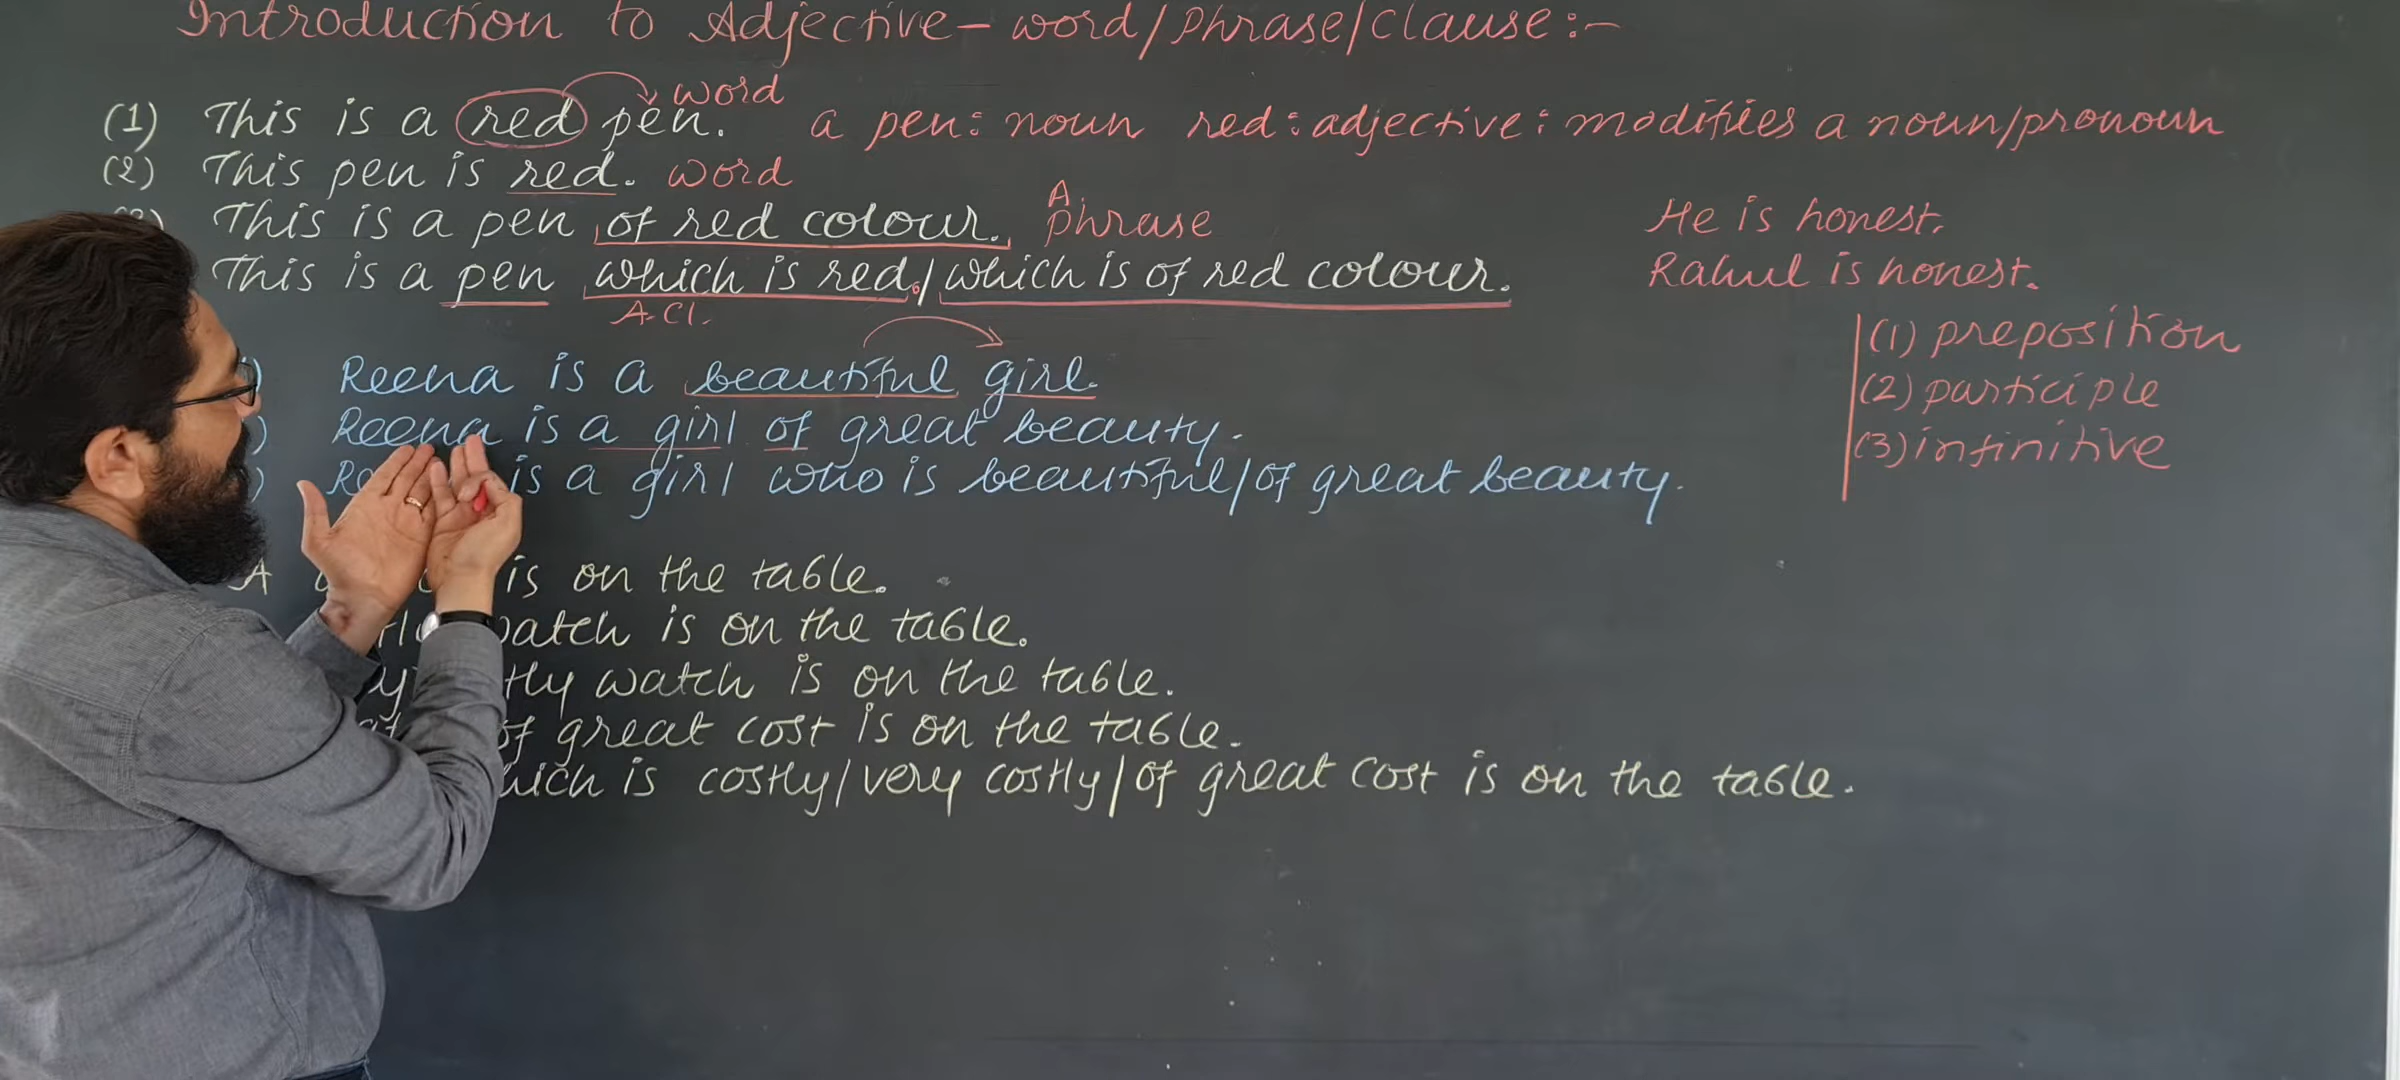 Introduction to Adjective - word/phrase/clause:-
(1) This is a red pen. word a pen: noun red: adjective: modifies a noun/pronoun
(2) This pen is red. word
This is a pen of red colour. A. phrase
He is honest.
This is a pen which is red./which is of red colour.
A. Cl.
Rahul is honest.
(1) preposition
(2) participle
(3) infinitive
Reena is a beautiful girl.
Reena is a girl of great beauty.
is a girl who is beautiful/of great beauty.
A is on the table.
watch is on the table.
watch is on the table.
of great cost is on the table.
is costly/very costly/of great cost is on the table.